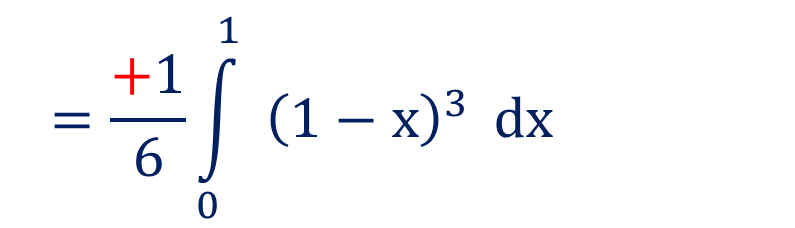 = +1/6 ∫₀¹ (1 − x)³ dx